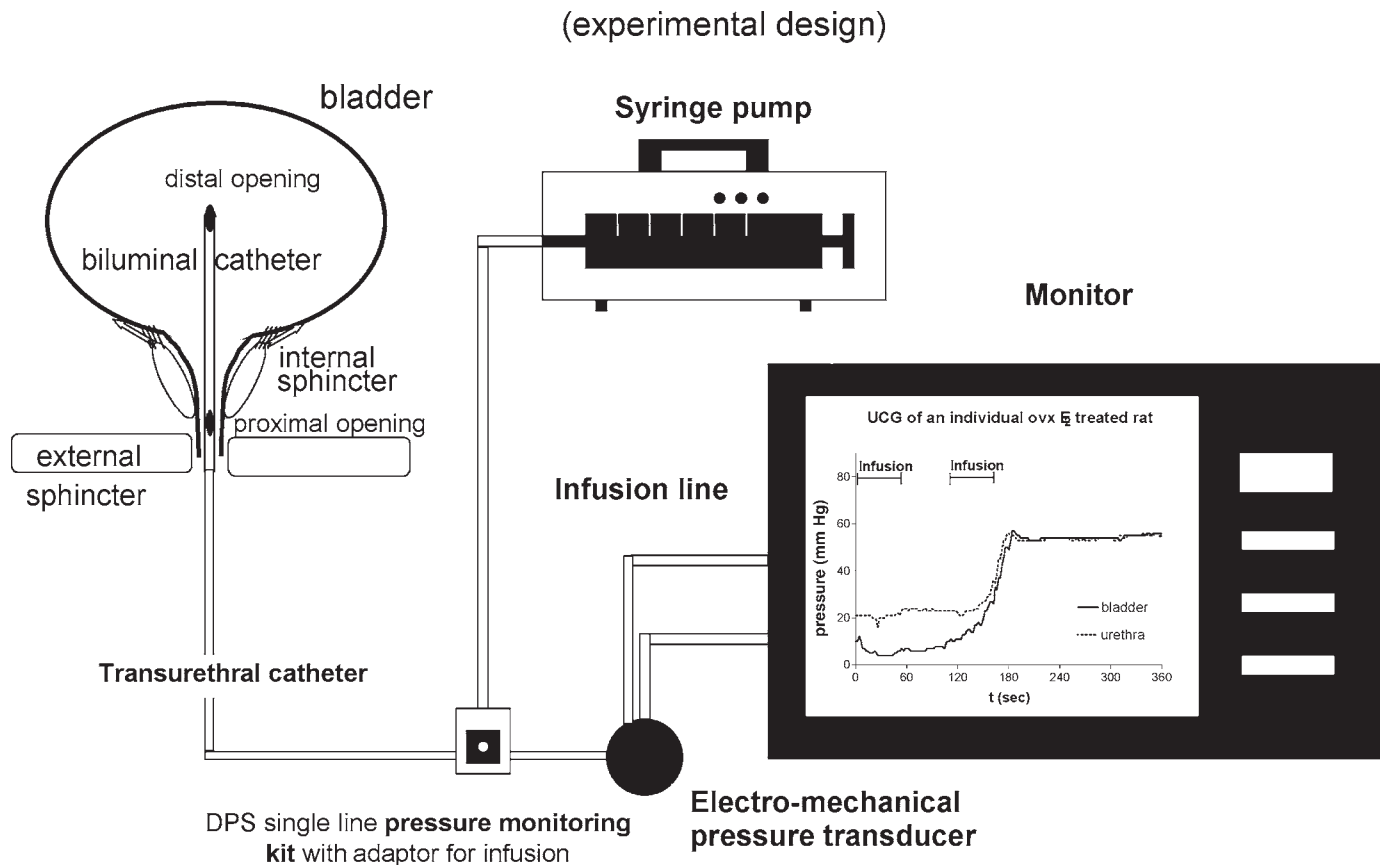 (experimental design)
bladder
distal opening
biluminal catheter
internal
sphincter
proximal opening
external
sphincter
Transurethral catheter
Syringe pump
Infusion line
DPS single line pressure monitoring
kit with adaptor for infusion
Electro-mechanical
pressure transducer
Monitor
UCG of an individual ovx E2 treated rat
Infusion Infusion
80
60
40
20
0
pressure (mm Hg)
bladder
urethra
0 60 120 180 240 300 360
t (sec)